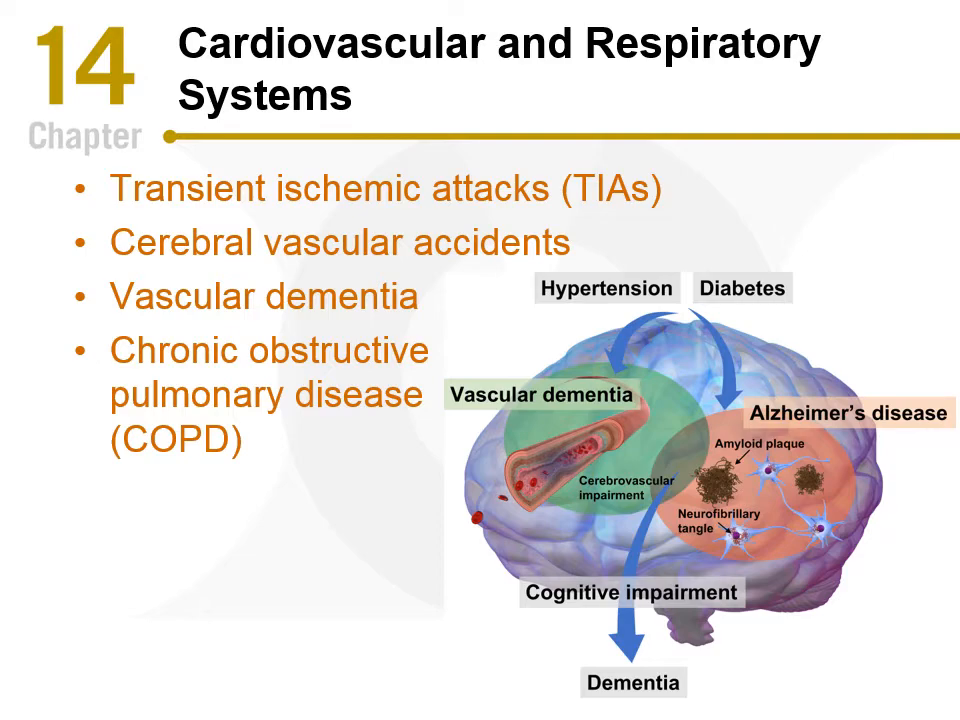 14
Chapter
Cardiovascular and Respiratory
Systems
• Transient ischemic attacks (TIAs)
• Cerebral vascular accidents
• Vascular dementia
• Chronic obstructive
pulmonary disease
(COPD)
Hypertension
Diabetes
Vascular dementia
Alzheimer's disease
Amyloid plaque
Cerebrovascular
impairment
Neurofibrillary
tangle
Cognitive impairment
Dementia